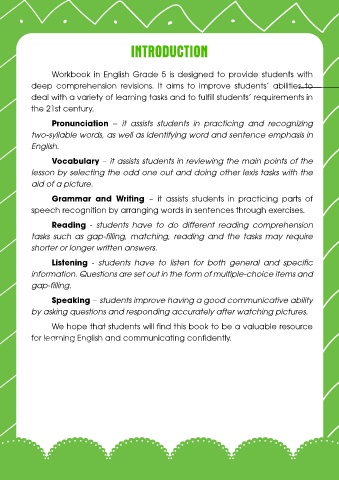 INTRODUCTION
Workbook in English Grade 5 is designed to provide students with
deep comprehension revisions. It aims to improve students' abilities to
deal with a variety of learning tasks and to fulfill students' requirements in
the 21st century.
Pronunciation – it assists students in practicing and recognizing
two-syllable words, as well as identifying word and sentence emphasis in
English.
Vocabulary – it assists students in reviewing the main points of the
lesson by selecting the odd one out and doing other lexis tasks with the
aid of a picture.
Grammar and Writing – it assists students in practicing parts of
speech recognition by arranging words in sentences through exercises.
Reading - students have to do different reading comprehension
tasks such as gap-filling, matching, reading and the tasks may require
shorter or longer written answers.
Listening - students have to listen for both general and specific
information. Questions are set out in the form of multiple-choice items and
gap-filling.
Speaking – students improve having a good communicative ability
by asking questions and responding accurately after watching pictures.
We hope that students will find this book to be a valuable resource
for learning English and communicating confidently.